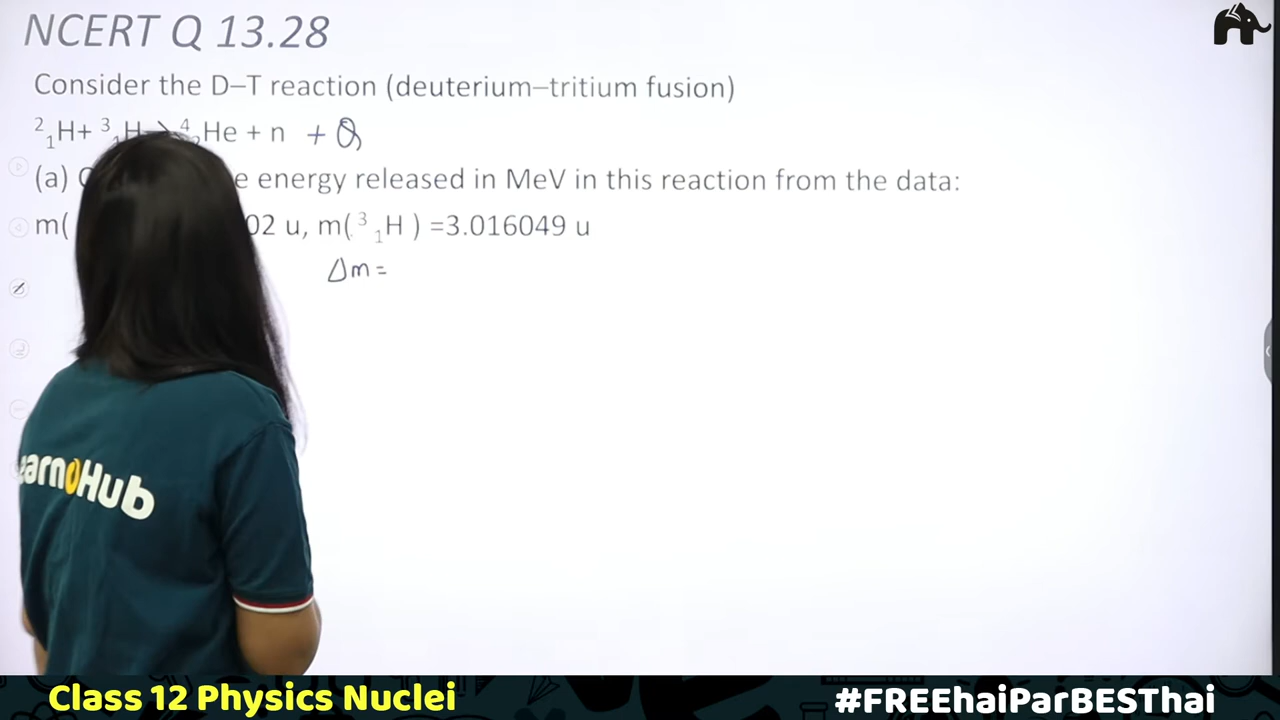 NCERT Q 13.28
Consider the D–T reaction (deuterium–tritium fusion)
²₁H+ ³₁H ⁴He + n + Q
(a) energy released in MeV in this reaction from the data:
m( 02 u, m( ³₁H ) =3.016049 u
Δm =
earnoHub
Class 12 Physics Nuclei
#FREEhaiParBESThai